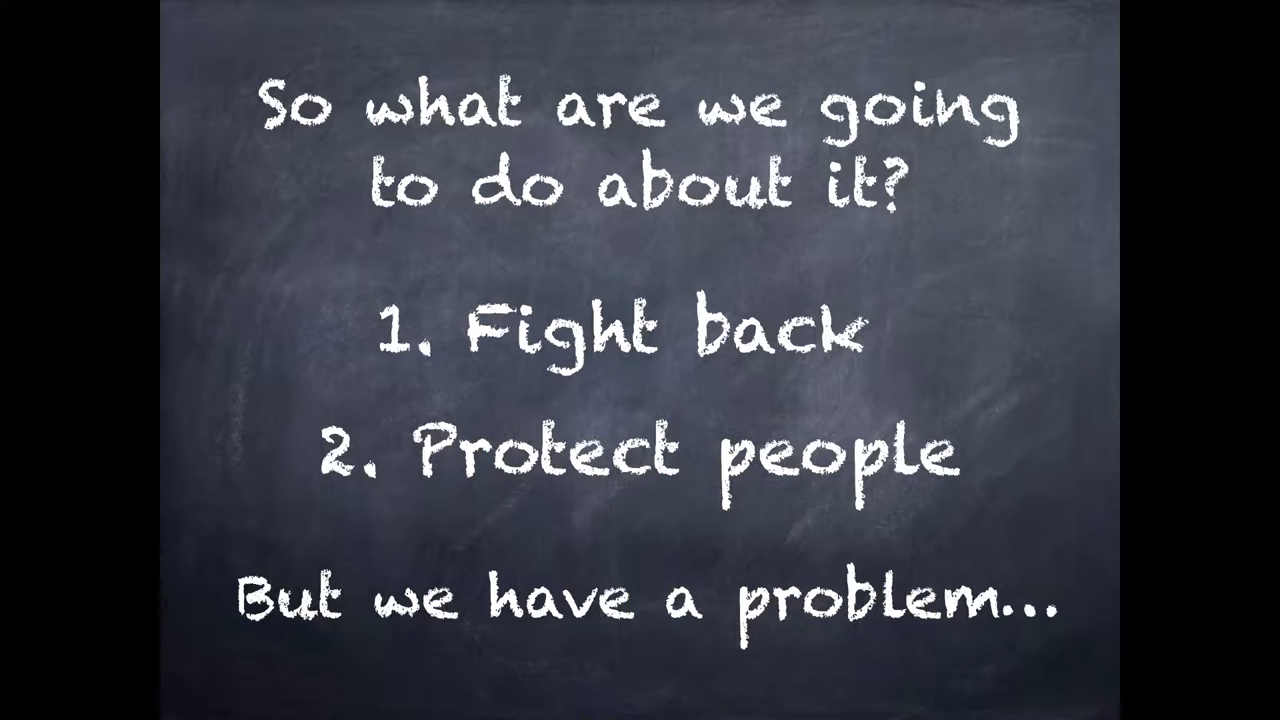 So what are we going
to do about it?
1. Fight back
2. Protect people
But we have a problem...